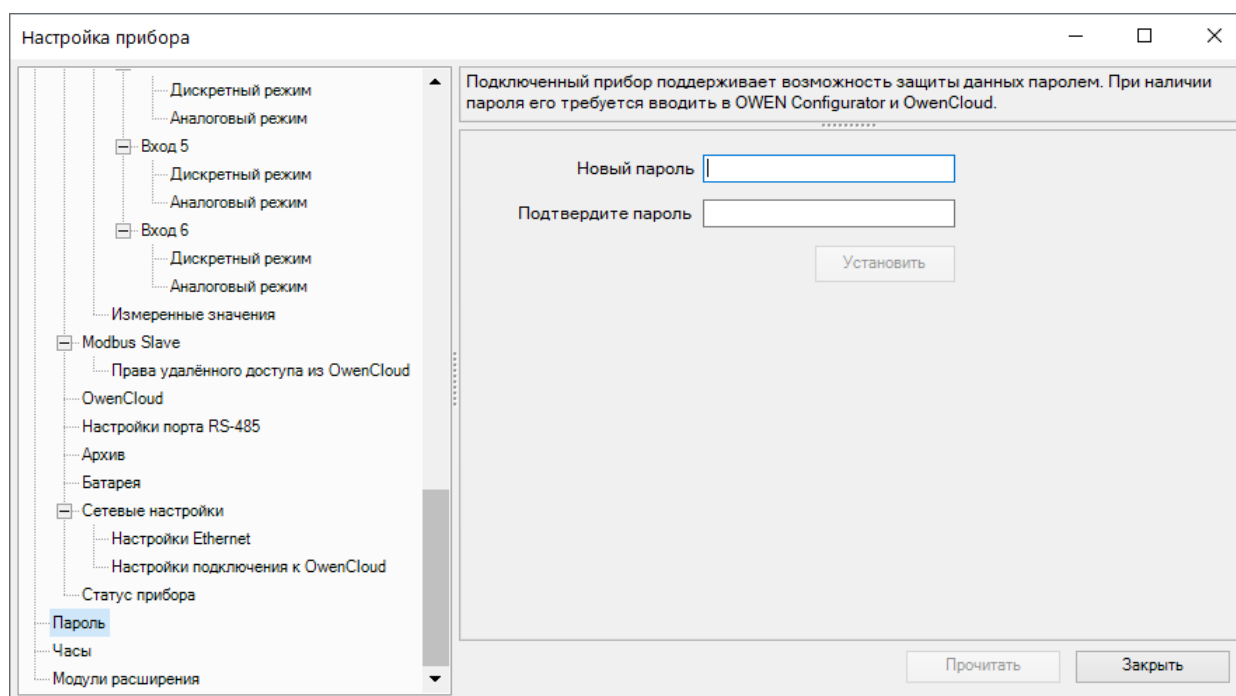 Настройка прибора
Дискретный режим
Аналоговый режим
Вход 5
Дискретный режим
Аналоговый режим
Вход 6
Дискретный режим
Аналоговый режим
Измеренные значения
Modbus Slave
Права удалённого доступа из OwenCloud
OwenCloud
Настройки порта RS-485
Архив
Батарея
Сетевые настройки
Настройки Ethernet
Настройки подключения к OwenCloud
Статус прибора
Пароль
Часы
Модули расширения
Подключенный прибор поддерживает возможность защиты данных паролем. При наличии
пароля его требуется вводить в OWEN Configurator и OwenCloud.
Новый пароль
Подтвердите пароль
Установить
Прочитать
Закрыть